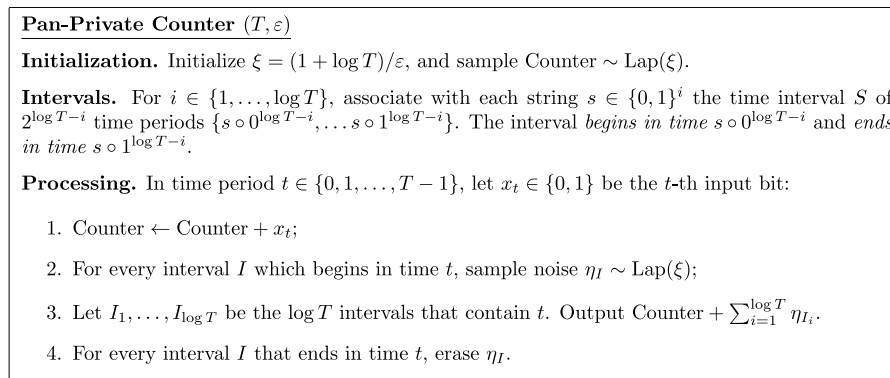 Pan-Private Counter (T, ε)
Initialization. Initialize ξ = (1 + log T)/ε, and sample Counter ∼ Lap(ξ).
Intervals. For i ∈ {1, . . . , log T}, associate with each string s ∈ {0, 1}^i the time interval S of
2^{log T−i} time periods {s ∘ 0^{log T−i}, . . . s ∘ 1^{log T−i}}. The interval begins in time s ∘ 0^{log T−i} and ends
in time s ∘ 1^{log T−i}.
Processing. In time period t ∈ {0, 1, . . . , T − 1}, let x_t ∈ {0, 1} be the t-th input bit:
1. Counter ← Counter + x_t;
2. For every interval I which begins in time t, sample noise η_I ∼ Lap(ξ);
3. Let I_1, . . . , I_{log T} be the log T intervals that contain t. Output Counter + ∑_{i=1}^{log T} η_{I_i}.
4. For every interval I that ends in time t, erase η_I.